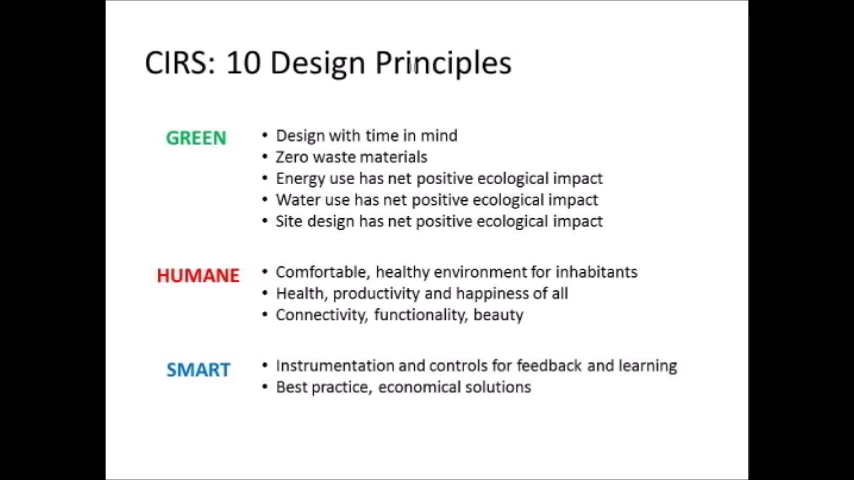 CIRS: 10 Design Principles
GREEN
• Design with time in mind
• Zero waste materials
• Energy use has net positive ecological impact
• Water use has net positive ecological impact
• Site design has net positive ecological impact
HUMANE
• Comfortable, healthy environment for inhabitants
• Health, productivity and happiness of all
• Connectivity, functionality, beauty
SMART
• Instrumentation and controls for feedback and learning
• Best practice, economical solutions